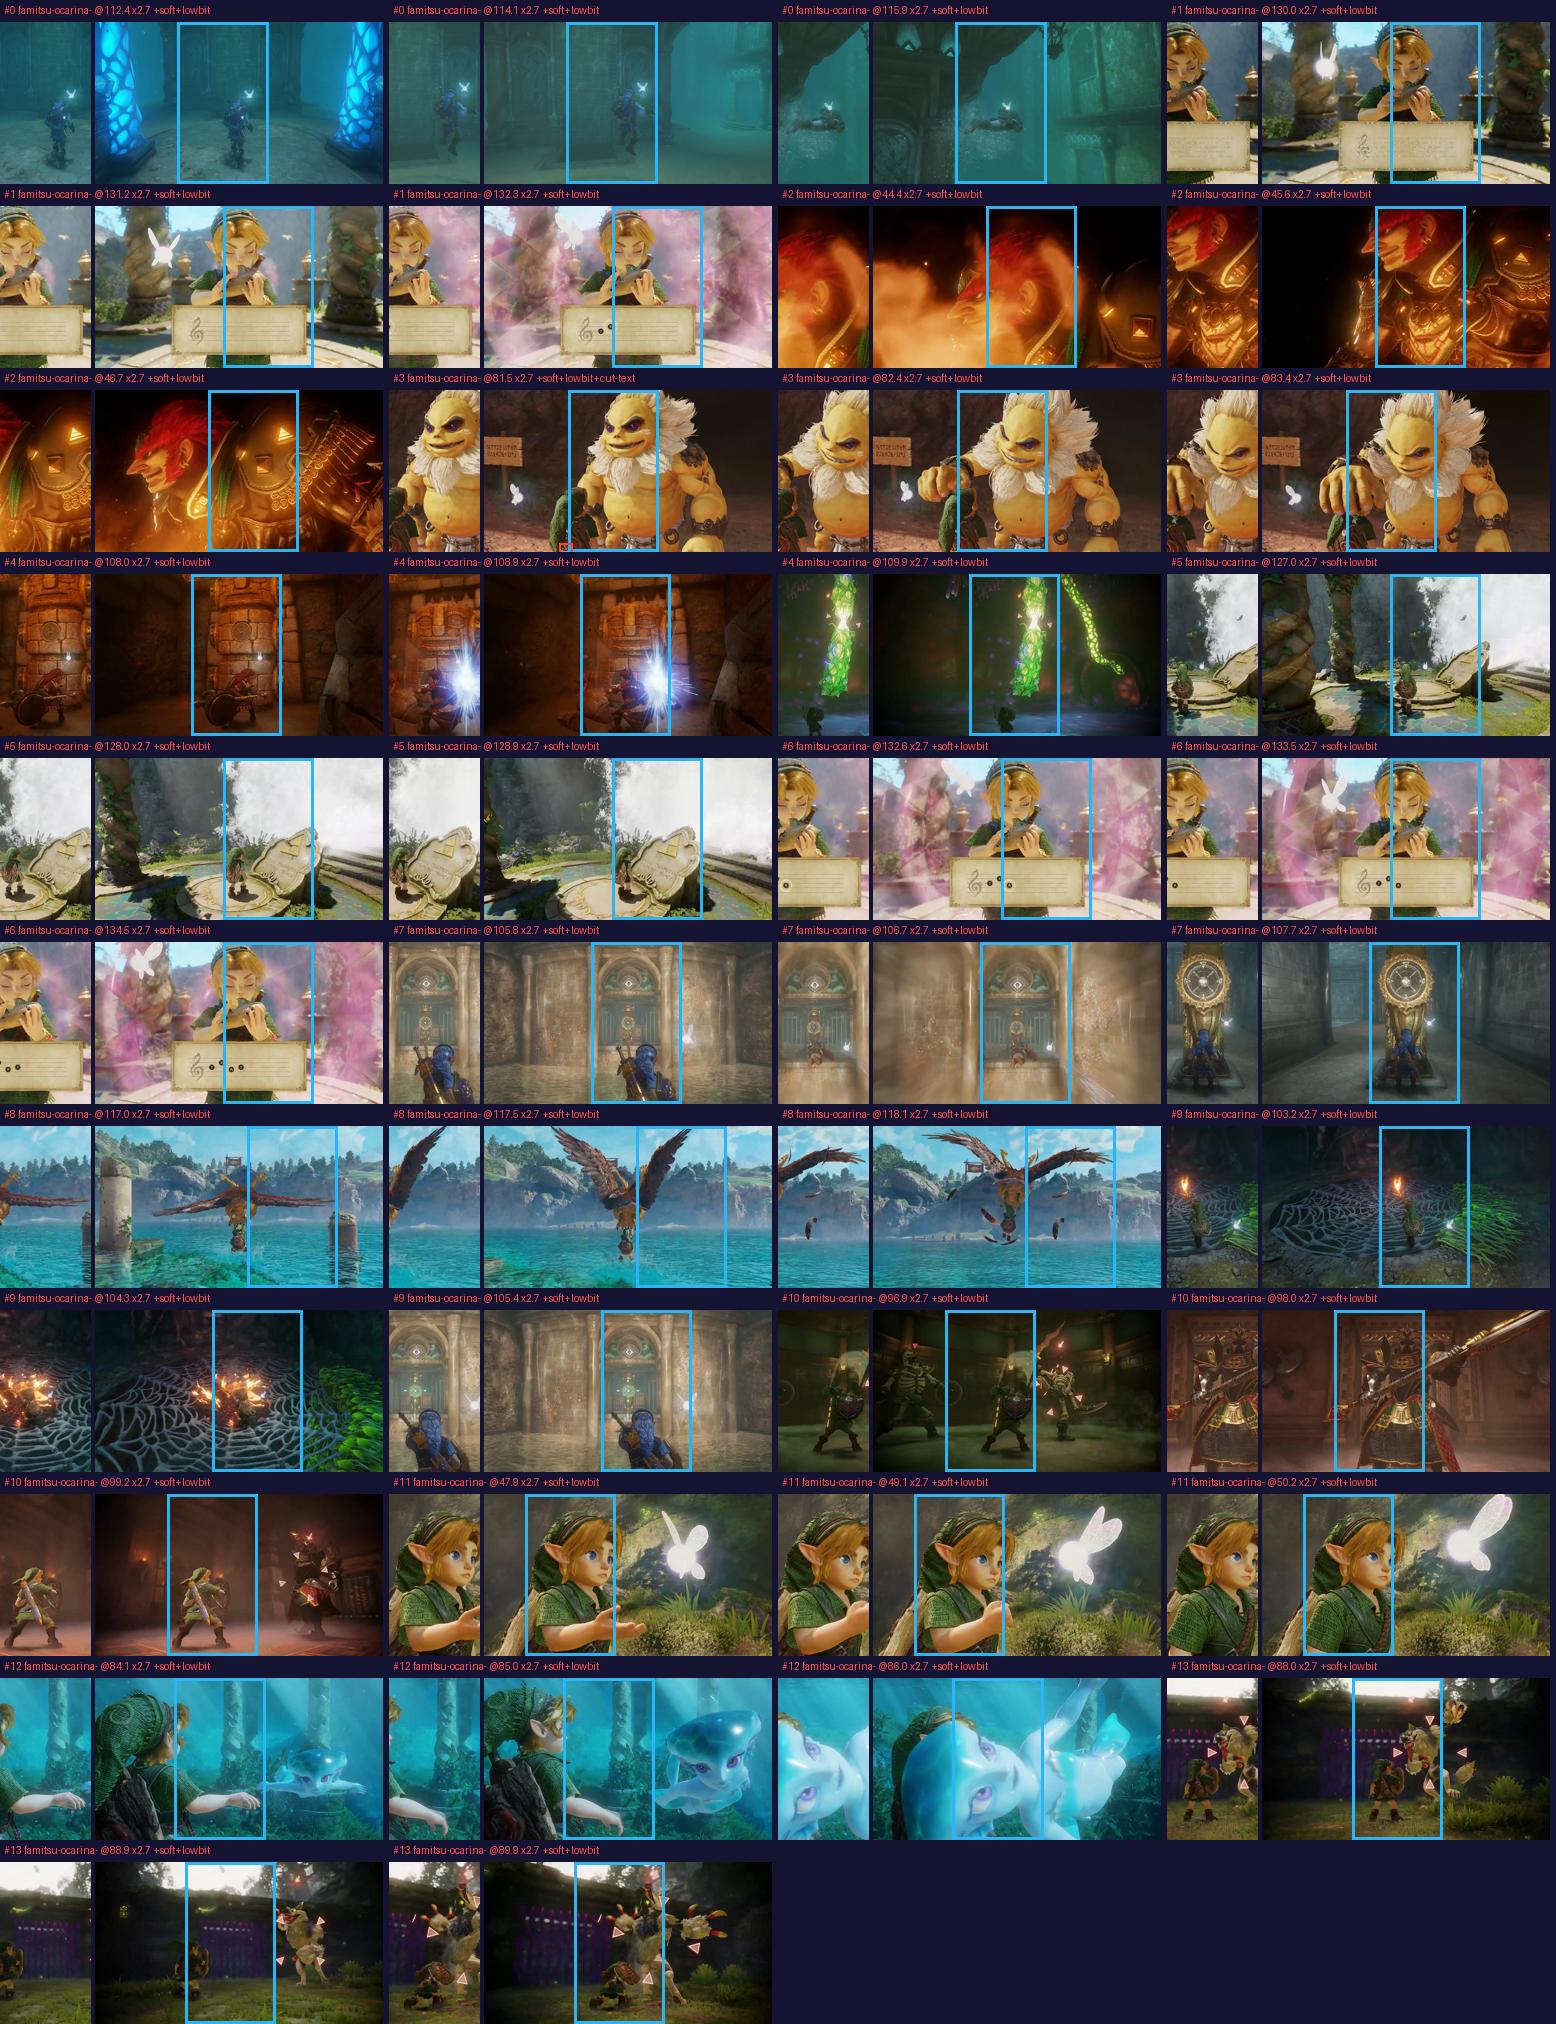 #0 famitsu-ocarina- @112.4 x2.7 +soft+lowbit
#0 famitsu-ocarina- @114.1 x2.7 +soft+lowbit
#0 famitsu-ocarina- @115.9 x2.7 +soft+lowbit
#1 famitsu-ocarina- @130.0 x2.7 +soft+lowbit
#1 famitsu-ocarina- @131.2 x2.7 +soft+lowbit
#1 famitsu-ocarina- @132.3 x2.7 +soft+lowbit
#2 famitsu-ocarina- @44.4 x2.7 +soft+lowbit
#2 famitsu-ocarina- @45.6 x2.7 +soft+lowbit
#2 famitsu-ocarina- @46.7 x2.7 +soft+lowbit
#3 famitsu-ocarina- @81.5 x2.7 +soft+lowbit+cut-text
#3 famitsu-ocarina- @82.4 x2.7 +soft+lowbit
#3 famitsu-ocarina- @83.4 x2.7 +soft+lowbit
#4 famitsu-ocarina- @108.0 x2.7 +soft+lowbit
#4 famitsu-ocarina- @108.9 x2.7 +soft+lowbit
#4 famitsu-ocarina- @109.9 x2.7 +soft+lowbit
#5 famitsu-ocarina- @127.0 x2.7 +soft+lowbit
#5 famitsu-ocarina- @128.0 x2.7 +soft+lowbit
#5 famitsu-ocarina- @128.9 x2.7 +soft+lowbit
#6 famitsu-ocarina- @132.6 x2.7 +soft+lowbit
#6 famitsu-ocarina- @133.5 x2.7 +soft+lowbit
#6 famitsu-ocarina- @134.5 x2.7 +soft+lowbit
#7 famitsu-ocarina- @105.8 x2.7 +soft+lowbit
#7 famitsu-ocarina- @106.7 x2.7 +soft+lowbit
#7 famitsu-ocarina- @107.7 x2.7 +soft+lowbit
#8 famitsu-ocarina- @117.0 x2.7 +soft+lowbit
#8 famitsu-ocarina- @117.5 x2.7 +soft+lowbit
#8 famitsu-ocarina- @118.1 x2.7 +soft+lowbit
#9 famitsu-ocarina- @103.2 x2.7 +soft+lowbit
#9 famitsu-ocarina- @104.3 x2.7 +soft+lowbit
#9 famitsu-ocarina- @105.4 x2.7 +soft+lowbit
#10 famitsu-ocarina- @96.9 x2.7 +soft+lowbit
#10 famitsu-ocarina- @98.0 x2.7 +soft+lowbit
#10 famitsu-ocarina- @99.2 x2.7 +soft+lowbit
#11 famitsu-ocarina- @47.9 x2.7 +soft+lowbit
#11 famitsu-ocarina- @49.1 x2.7 +soft+lowbit
#11 famitsu-ocarina- @50.2 x2.7 +soft+lowbit
#12 famitsu-ocarina- @84.1 x2.7 +soft+lowbit
#12 famitsu-ocarina- @85.0 x2.7 +soft+lowbit
#12 famitsu-ocarina- @86.0 x2.7 +soft+lowbit
#13 famitsu-ocarina- @88.0 x2.7 +soft+lowbit
#13 famitsu-ocarina- @88.9 x2.7 +soft+lowbit
#13 famitsu-ocarina- @89.9 x2.7 +soft+lowbit